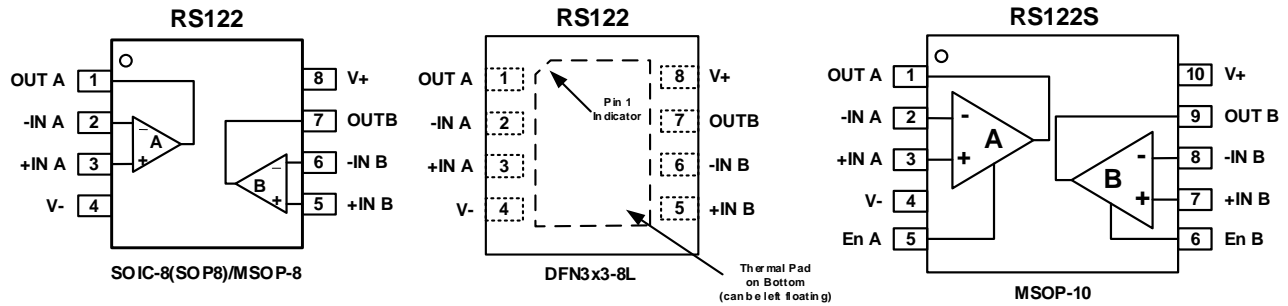 RS122
OUT A 1
-IN A 2
+IN A 3
V- 4
8 V+
7 OUTB
6 -IN B
5 +IN B
A
B
SOIC-8(SOP8)/MSOP-8
RS122
OUT A 1
-IN A 2
+IN A 3
V- 4
8 V+
7 OUTB
6 -IN B
5 +IN B
Pin 1
Indicator
DFN3x3-8L
Thermal Pad
on Bottom
(can be left floating)
RS122S
OUT A 1
-IN A 2
+IN A 3
V- 4
En A 5
10 V+
9 OUT B
8 -IN B
7 +IN B
6 En B
- A +
- B +
MSOP-10